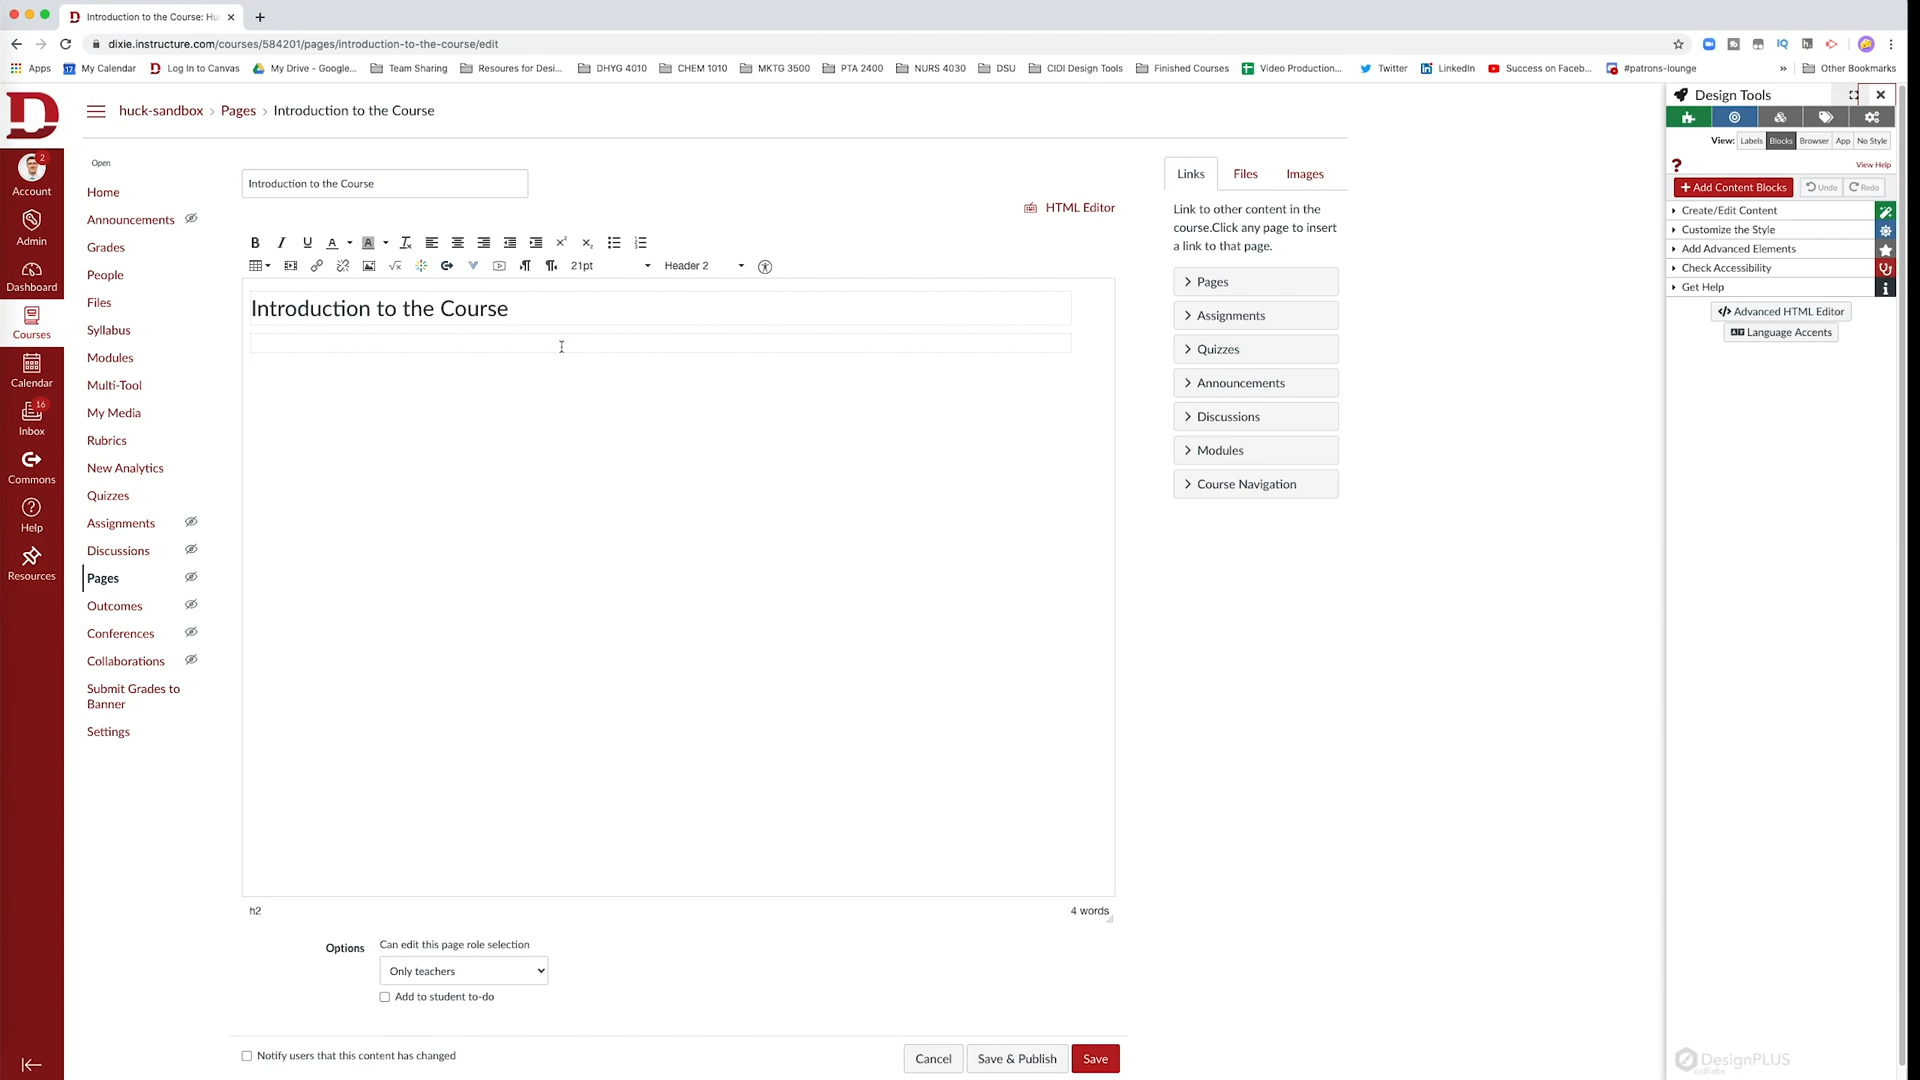 Introduction to the Course: Hu
dixie.instructure.com/courses/584201/pages/introduction-to-the-course/edit
Apps
17
My Calendar
D
Log In to Canvas
My Drive - Google...
Team Sharing
Resoures for Desi...
DHYG 4010
CHEM 1010
MKTG 3500
PTA 2400
NURS 4030
DSU
CIDI Design Tools
Finished Courses
Video Production...
Twitter
LinkedIn
Success on Faceb...
#patrons-lounge
»
Other Bookmarks
IQ
D
2
Account
Admin
Dashboard
Courses
Calendar
16
Inbox
Commons
Help
Resources
huck-sandbox > Pages > Introduction to the Course
Open
Home
Announcements
Grades
People
Files
Syllabus
Modules
Multi-Tool
My Media
Rubrics
New Analytics
Quizzes
Assignments
Discussions
Pages
Outcomes
Conferences
Collaborations
Submit Grades to
Banner
Settings
Introduction to the Course
HTML Editor
B I U A A
21pt
Header 2
Introduction to the Course
h2
4 words
Options
Can edit this page role selection
Only teachers
Add to student to-do
Notify users that this content has changed
Cancel
Save & Publish
Save
Links
Files
Images
Link to other content in the
course.Click any page to insert
a link to that page.
Pages
Assignments
Quizzes
Announcements
Discussions
Modules
Course Navigation
Design Tools
View:
Labels
Blocks
Browser
App
No Style
?
View Help
+ Add Content Blocks
Undo
Redo
Create/Edit Content
Customize the Style
Add Advanced Elements
Check Accessibility
Get Help
</> Advanced HTML Editor
Language Accents
DesignPLUS
cidilabs